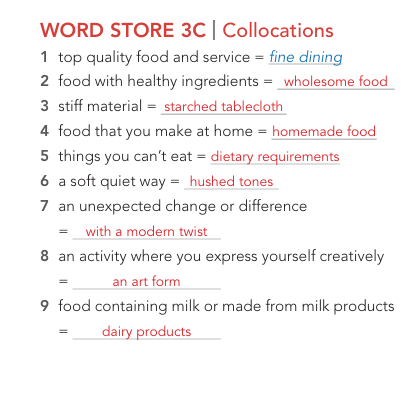 WORD STORE 3C | Collocations
1 top quality food and service = fine dining
2 food with healthy ingredients = wholesome food
3 stiff material = starched tablecloth
4 food that you make at home = homemade food
5 things you can't eat = dietary requirements
6 a soft quiet way = hushed tones
7 an unexpected change or difference
= with a modern twist
8 an activity where you express yourself creatively
= an art form
9 food containing milk or made from milk products
= dairy products